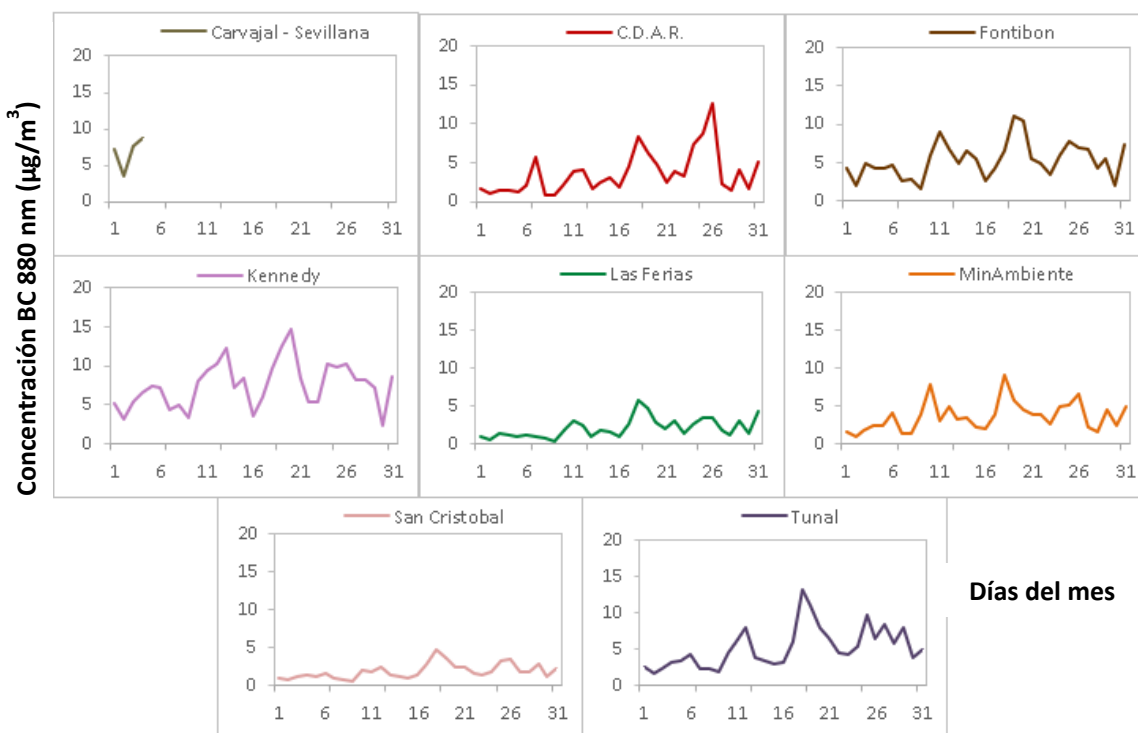 Concentración BC 880 nm (µg/m³)
Carvajal - Sevillana
20
15
10
5
0
1 6 11 16 21 26 31
C.D.A.R.
20
15
10
5
0
1 6 11 16 21 26 31
Fontibon
20
15
10
5
0
1 6 11 16 21 26 31
Kennedy
20
15
10
5
0
1 6 11 16 21 26 31
Las Ferias
20
15
10
5
0
1 6 11 16 21 26 31
MinAmbiente
20
15
10
5
0
1 6 11 16 21 26 31
San Cristobal
20
15
10
5
0
1 6 11 16 21 26 31
Tunal
20
15
10
5
0
1 6 11 16 21 26 31
Días del mes